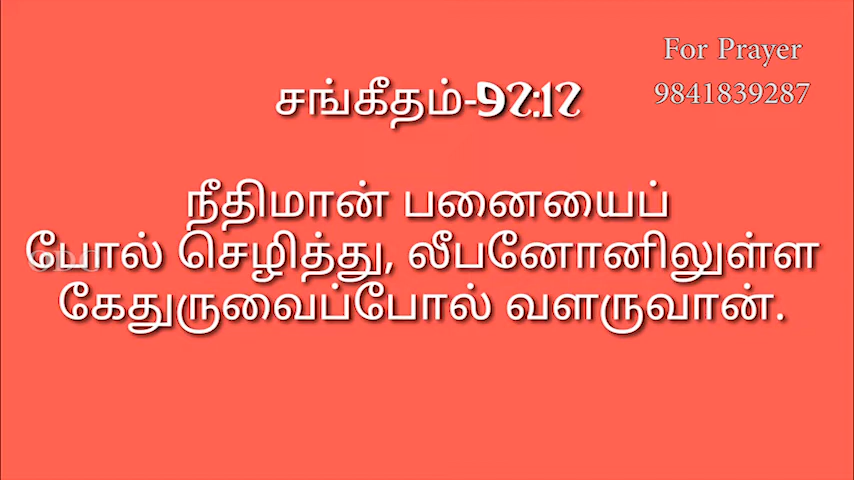 For Prayer
9841839287
சங்கீதம்-92:12
நீதிமான் பனையைப்
போல் செழித்து, லீபனோனிலுள்ள
கேதுருவைப்போல் வளருவான்.